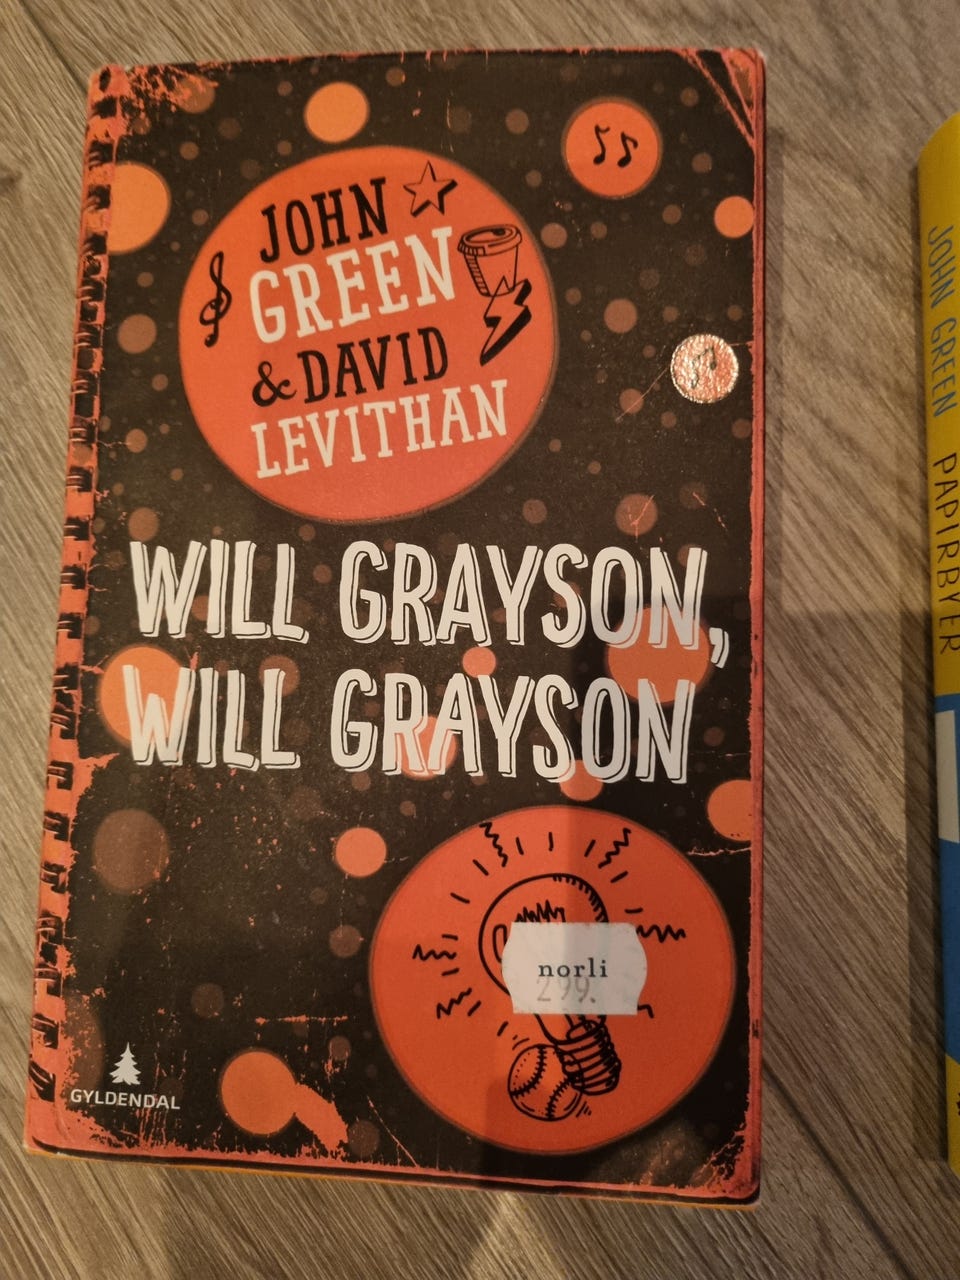 JOHN
GREEN
& DAVID
LEVITHAN
WILL GRAYSON,
WILL GRAYSON
norli
299.
GYLDENDAL
JOHN GREEN PAPIRBYER